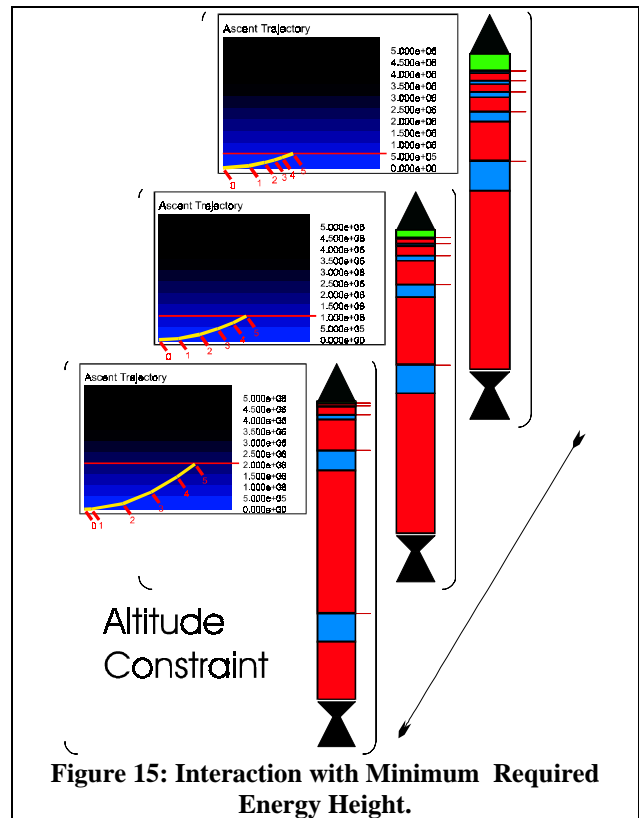 Ascent Trajectory
5.000e+06
4.500e+06
4.000e+06
3.500e+06
3.000e+06
2.500e+06
2.000e+06
1.500e+06
1.000e+06
5.000e+05
0.000e+00
0
1
2
3
4
5
Ascent Trajectory
5.000e+06
4.500e+06
4.000e+06
3.500e+06
3.000e+06
2.500e+06
2.000e+06
1.500e+06
1.000e+06
5.000e+05
0.000e+00
0
1
2
3
4
5
Ascent Trajectory
5.000e+06
4.500e+06
4.000e+06
3.500e+06
3.000e+06
2.500e+06
2.000e+06
1.500e+06
1.000e+06
5.000e+05
0.000e+00
0
1
2
3
4
5
Altitude
Constraint
Figure 15: Interaction with Minimum Required
Energy Height.